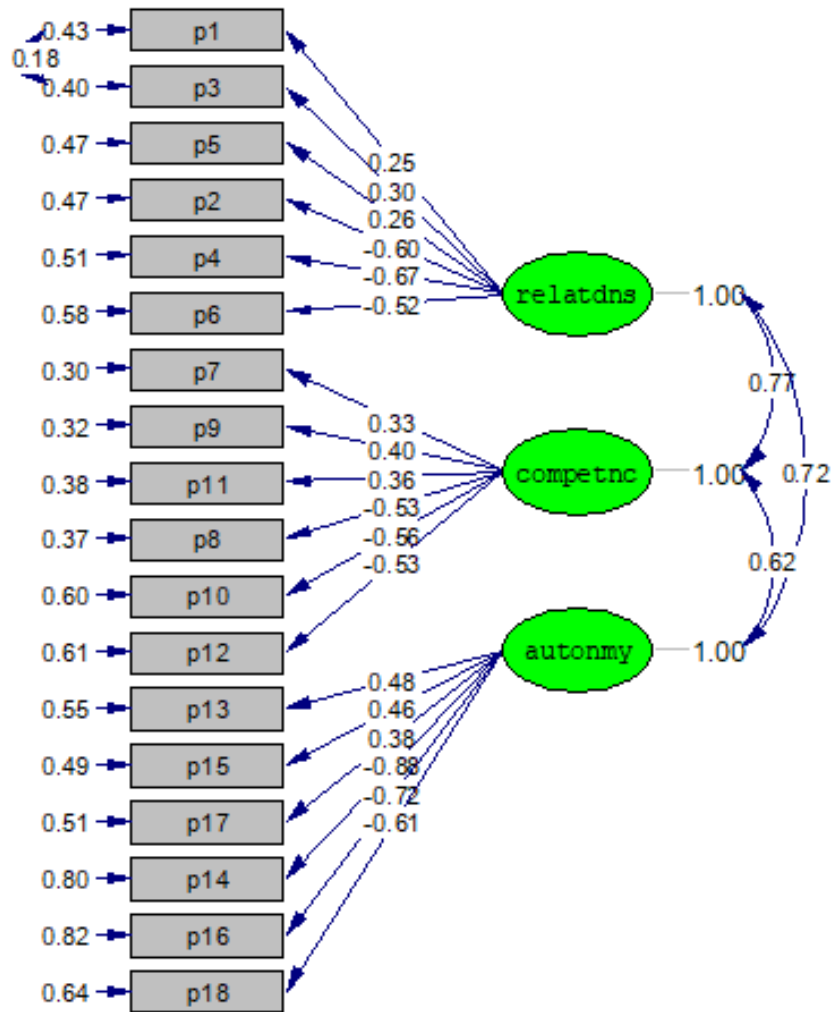 0.43 p1
0.18
0.40 p3
0.47 p5
0.47 p2
0.51 p4
0.58 p6
0.30 p7
0.32 p9
0.38 p11
0.37 p8
0.60 p10
0.61 p12
0.55 p13
0.49 p15
0.51 p17
0.80 p14
0.82 p16
0.64 p18
0.25
0.30
0.26
-0.60
-0.67
-0.52
0.33
0.40
0.36
-0.53
-0.56
-0.53
0.48
0.46
0.38
-0.88
-0.72
-0.61
relatdns 1.00
competnc 1.00
autonmy 1.00
0.77
0.72
0.62